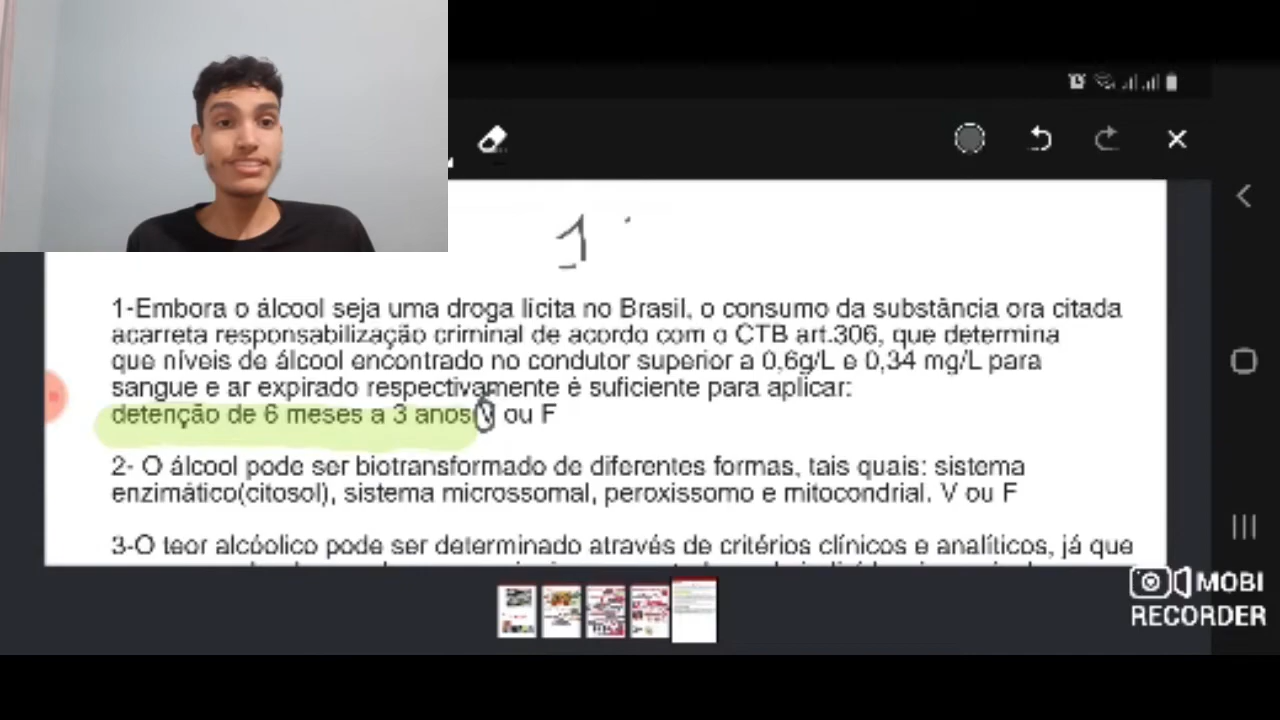 1
1-Embora o álcool seja uma droga lícita no Brasil, o consumo da substância ora citada
acarreta responsabilização criminal de acordo com o CTB art.306, que determina
que níveis de álcool encontrado no condutor superior a 0,6g/L e 0,34 mg/L para
sangue e ar expirado respectivamente é suficiente para aplicar:
detenção de 6 meses a 3 anos V ou F
2- O álcool pode ser biotransformado de diferentes formas, tais quais: sistema
enzimático(citosol), sistema microssomal, peroxissomo e mitocondrial. V ou F
3-O teor alcóolico pode ser determinado através de critérios clínicos e analíticos, já que
MOBI
RECORDER